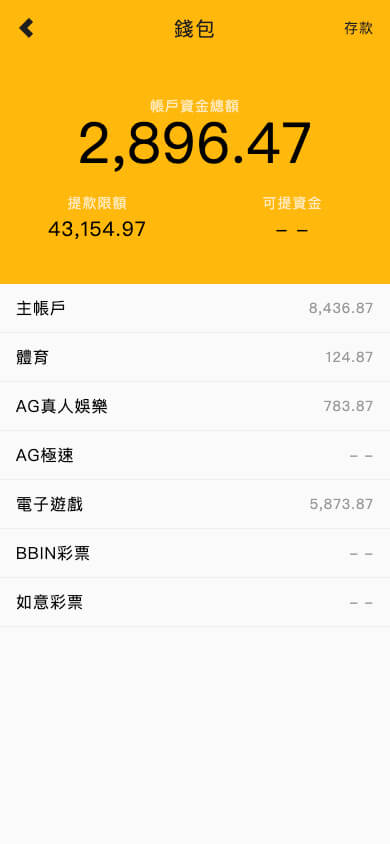 錢包
存款
帳戶資金總額
2,896.47
提款限額
可提資金
43,154.97
– –
主帳戶
8,436.87
體育
124.87
AG真人娛樂
783.87
AG極速
– –
電子遊戲
5,873.87
BBIN彩票
– –
如意彩票
– –